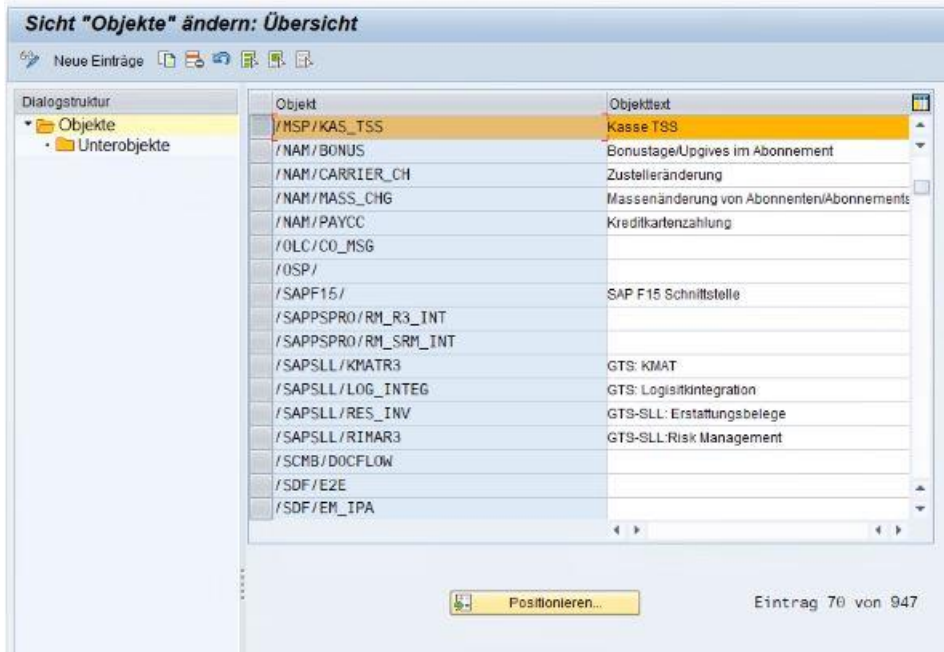 Sicht "Objekte" ändern: Übersicht
Neue Einträge
Dialogstruktur
Objekte
Unterobjekte
Objekt Objekttext
/MSP/KAS_TSS Kasse TSS
/NAM/BONUS Bonustage/Upgives im Abonnement
/NAM/CARRIER_CH Zustelleränderung
/NAM/MASS_CHG Massenänderung von Abonnenten/Abonnements
/NAM/PAYCC Kreditkartenzahlung
/OLC/CO_MSG
/OSP/
/SAPF15/ SAP F15 Schnittstelle
/SAPPSPRO/RM_R3_INT
/SAPPSPRO/RM_SRM_INT
/SAPSLL/KMATR3 GTS: KMAT
/SAPSLL/LOG_INTEG GTS: Logisitkintegration
/SAPSLL/RES_INV GTS-SLL: Erstattungsbelege
/SAPSLL/RIMAR3 GTS-SLL:Risk Management
/SCMB/DOCFLOW
/SDF/E2E
/SDF/EM_IPA
Positionieren... Eintrag 70 von 947